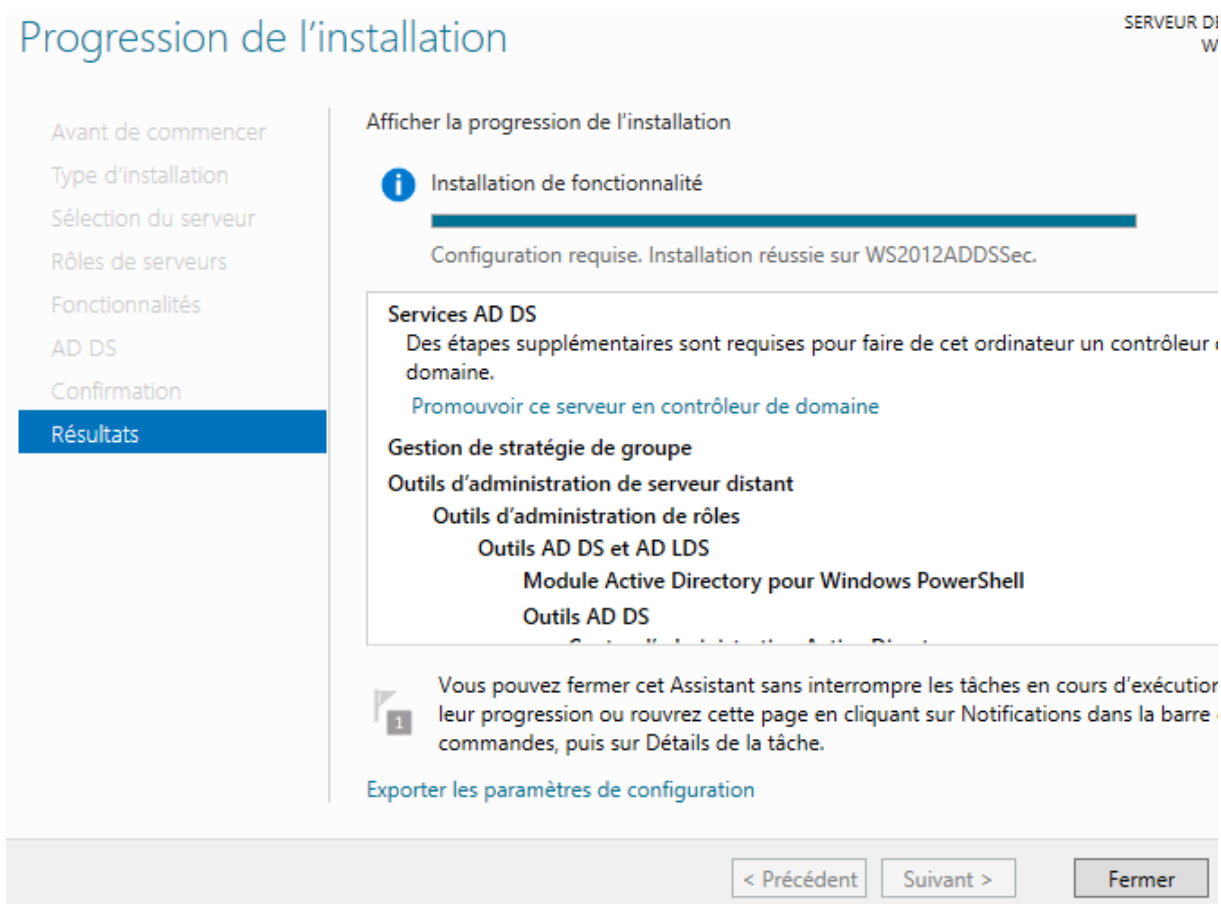 Progression de l’installation
SERVEUR DE
W
Avant de commencer
Type d'installation
Sélection du serveur
Rôles de serveurs
Fonctionnalités
AD DS
Confirmation
Résultats
Afficher la progression de l’installation
Installation de fonctionnalité
Configuration requise. Installation réussie sur WS2012ADDSSec.
Services AD DS
Des étapes supplémentaires sont requises pour faire de cet ordinateur un contrôleur
domaine.
Promouvoir ce serveur en contrôleur de domaine
Gestion de stratégie de groupe
Outils d’administration de serveur distant
Outils d’administration de rôles
Outils AD DS et AD LDS
Module Active Directory pour Windows PowerShell
Outils AD DS
Vous pouvez fermer cet Assistant sans interrompre les tâches en cours d’exécution
1
leur progression ou rouvrez cette page en cliquant sur Notifications dans la barre
commandes, puis sur Détails de la tâche.
Exporter les paramètres de configuration
< Précédent
Suivant >
Fermer